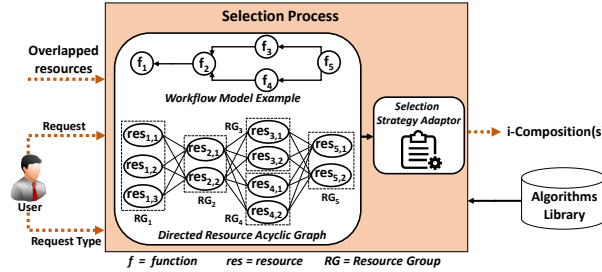 Selection Process
Overlapped
resources
f1
f2
f3
f4
f5
Workflow Model Example
Request
User
Request Type
res1,1
res1,2
res1,3
RG1
res2,1
res2,2
RG2
RG3
res3,1
res3,2
res4,1
res4,2
RG4
res5,1
res5,2
RG5
Directed Resource Acyclic Graph
Selection
Strategy Adaptor
i-Composition(s
Algorithms
Library
f = function res = resource RG = Resource Group